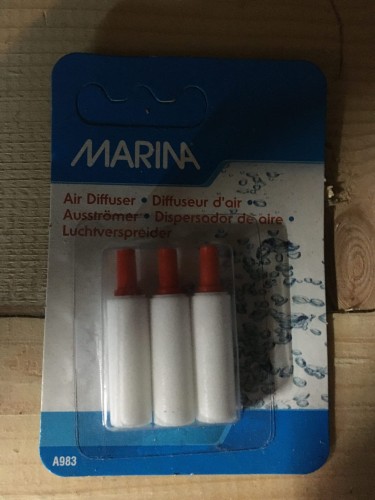 MARINA
Air Diffuser • Diffuseur d'air •
Ausströmer • Dispersador de aire •
Luchtverspreider
A983